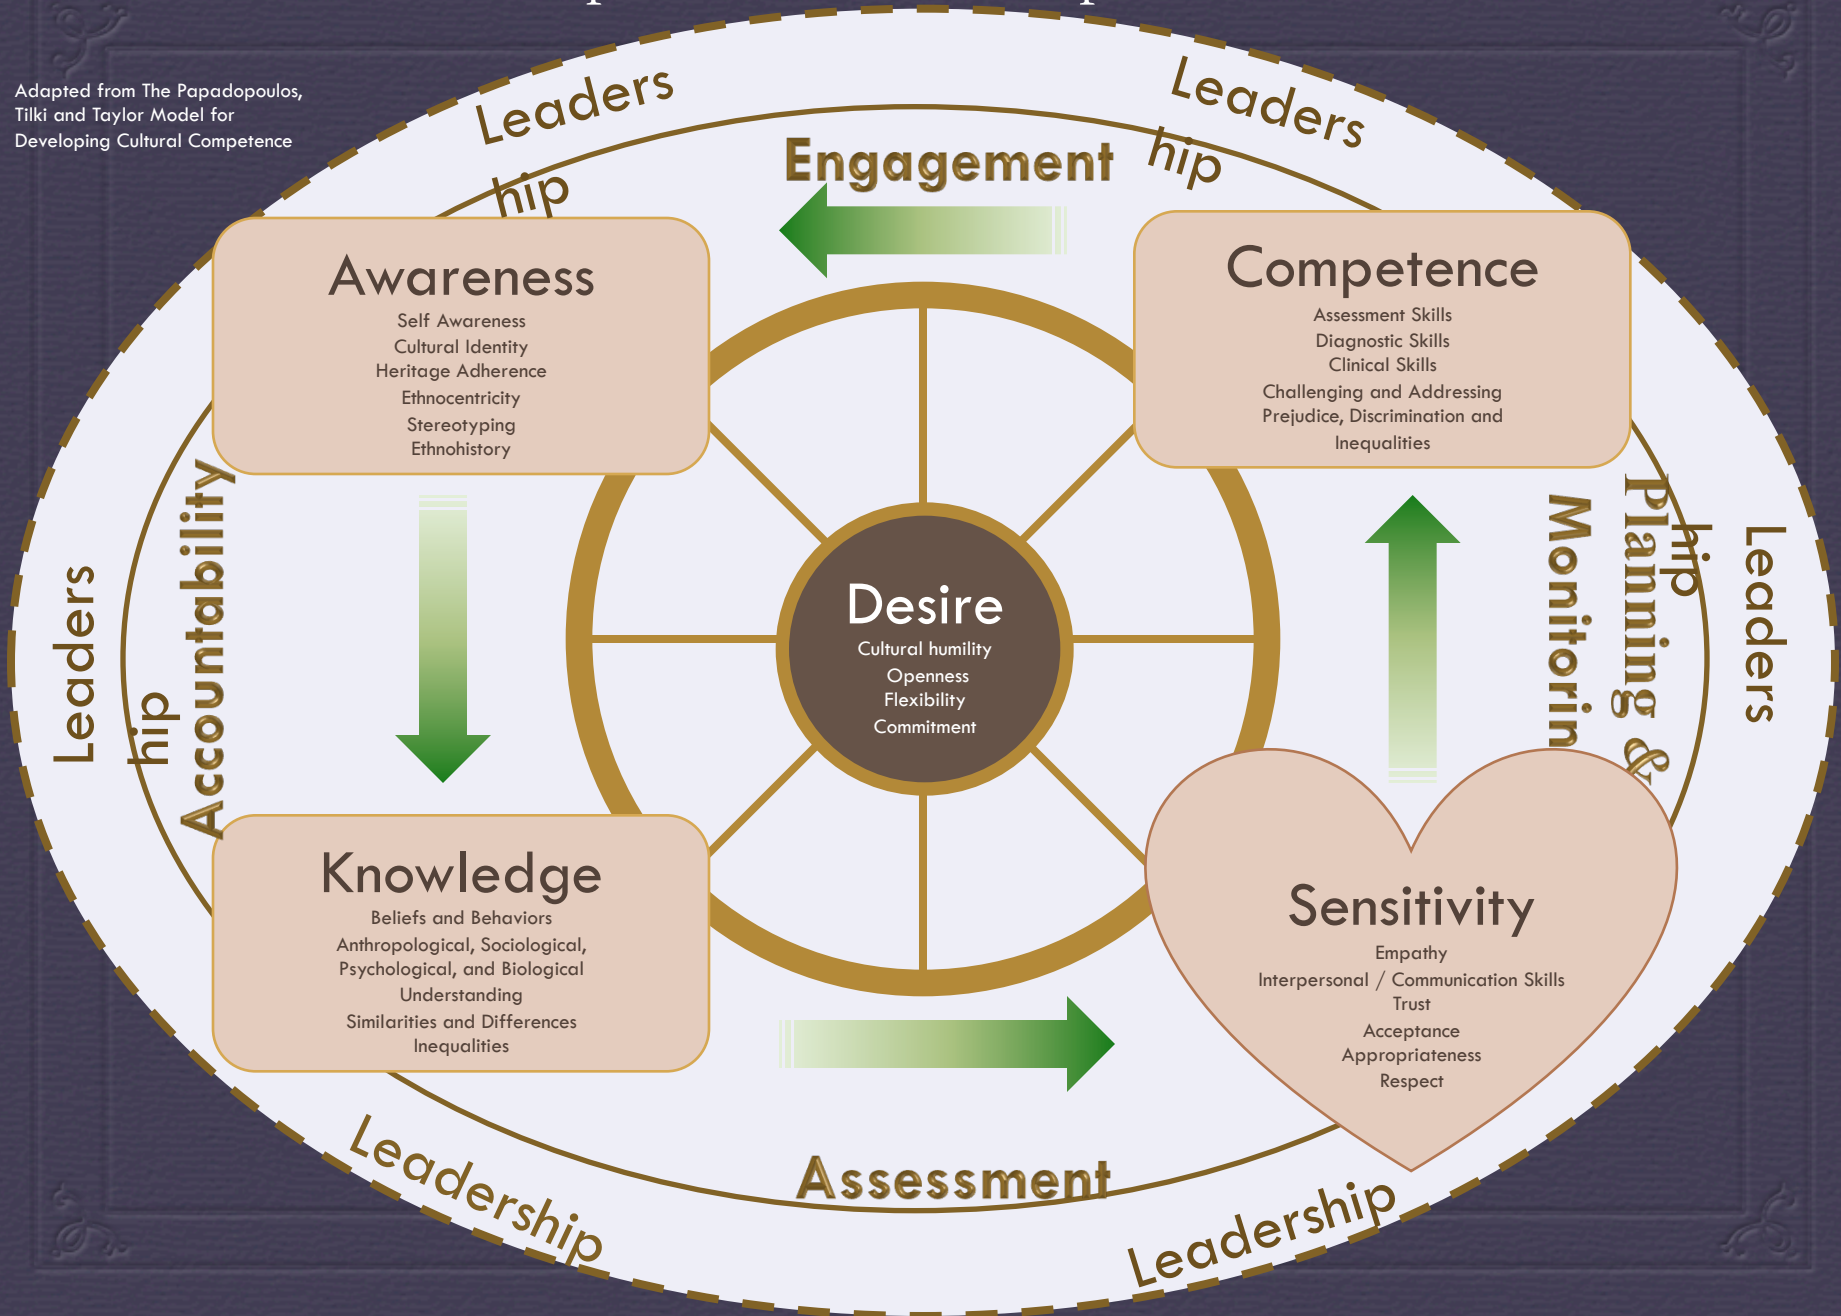 Adapted from The Papadopoulos,
Tilki and Taylor Model for
Developing Cultural Competence
Leaders
hip
Leaders
hip
Engagement
Awareness
Self Awareness
Cultural Identity
Heritage Adherence
Ethnocentricity
Stereotyping
Ethnohistory
Competence
Assessment Skills
Diagnostic Skills
Clinical Skills
Challenging and Addressing
Prejudice, Discrimination and
Inequalities
Leaders
hip
Accountability
Desire
Cultural humility
Openness
Flexibility
Commitment
Planning &
Monitorin
Leaders
hip
Knowledge
Beliefs and Behaviors
Anthropological, Sociological,
Psychological, and Biological
Understanding
Similarities and Differences
Inequalities
Sensitivity
Empathy
Interpersonal / Communication Skills
Trust
Acceptance
Appropriateness
Respect
Assessment
Leadership
Leadership